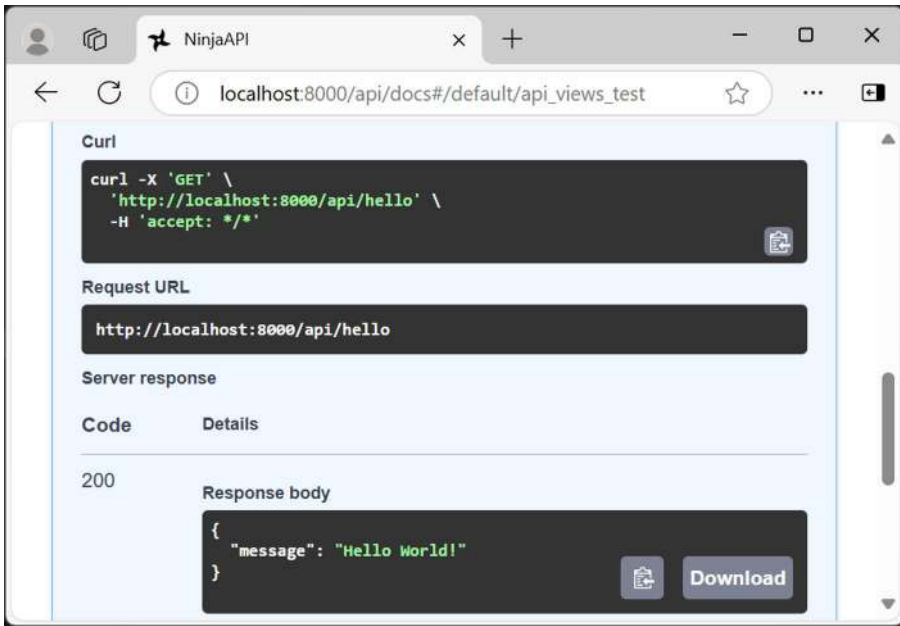 NinjaAPI
localhost:8000/api/docs#/default/api_views_test
Curl
curl -X 'GET' \
'http://localhost:8000/api/hello' \
-H 'accept: */*'
Request URL
http://localhost:8000/api/hello
Server response
Code Details
200
Response body
{
"message": "Hello World!"
}
Download